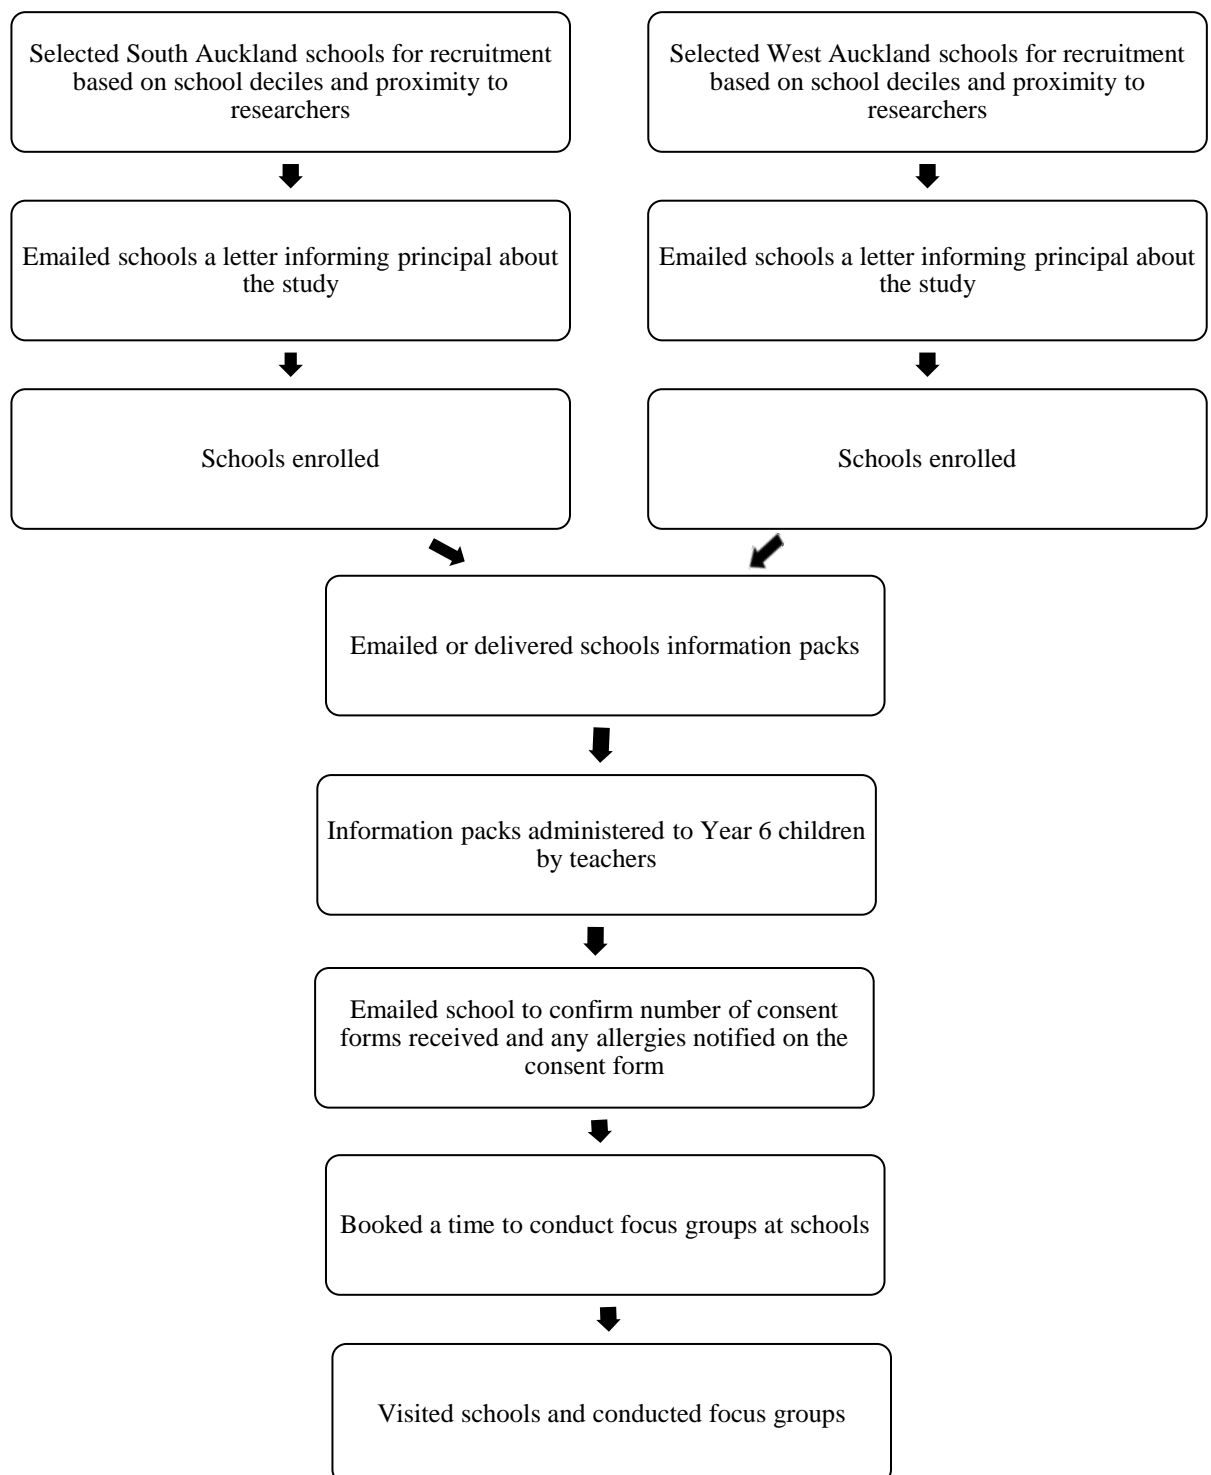 Selected South Auckland schools for recruitment
based on school deciles and proximity to
researchers
Selected West Auckland schools for recruitment
based on school deciles and proximity to
researchers
Emailed schools a letter informing principal about
the study
Emailed schools a letter informing principal about
the study
Schools enrolled
Schools enrolled
Emailed or delivered schools information packs
Information packs administered to Year 6 children
by teachers
Emailed school to confirm number of consent
forms received and any allergies notified on the
consent form
Booked a time to conduct focus groups at schools
Visited schools and conducted focus groups